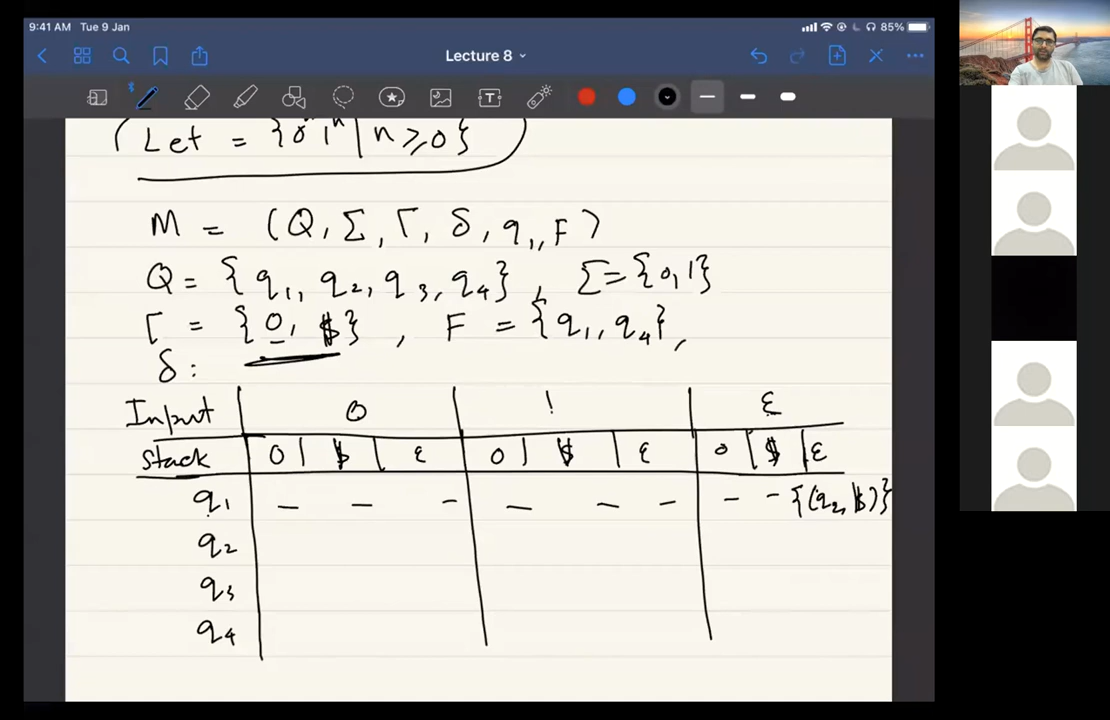 9:41 AM Tue 9 Jan 85%
Lecture 8
Let = {0ⁿ1ⁿ | n ≥ 0}
M = (Q, Σ, Γ, δ, q₁, F)
Q = {q₁, q₂, q₃, q₄}, Σ = {0,1}
Γ = {0, $}, F = {q₁, q₄},
δ:
Input 0 1 ε
Stack 0 $ ε 0 $ ε 0 $ ε
q₁ – – – – – – – – {(q₂, $)}
q₂
q₃
q₄